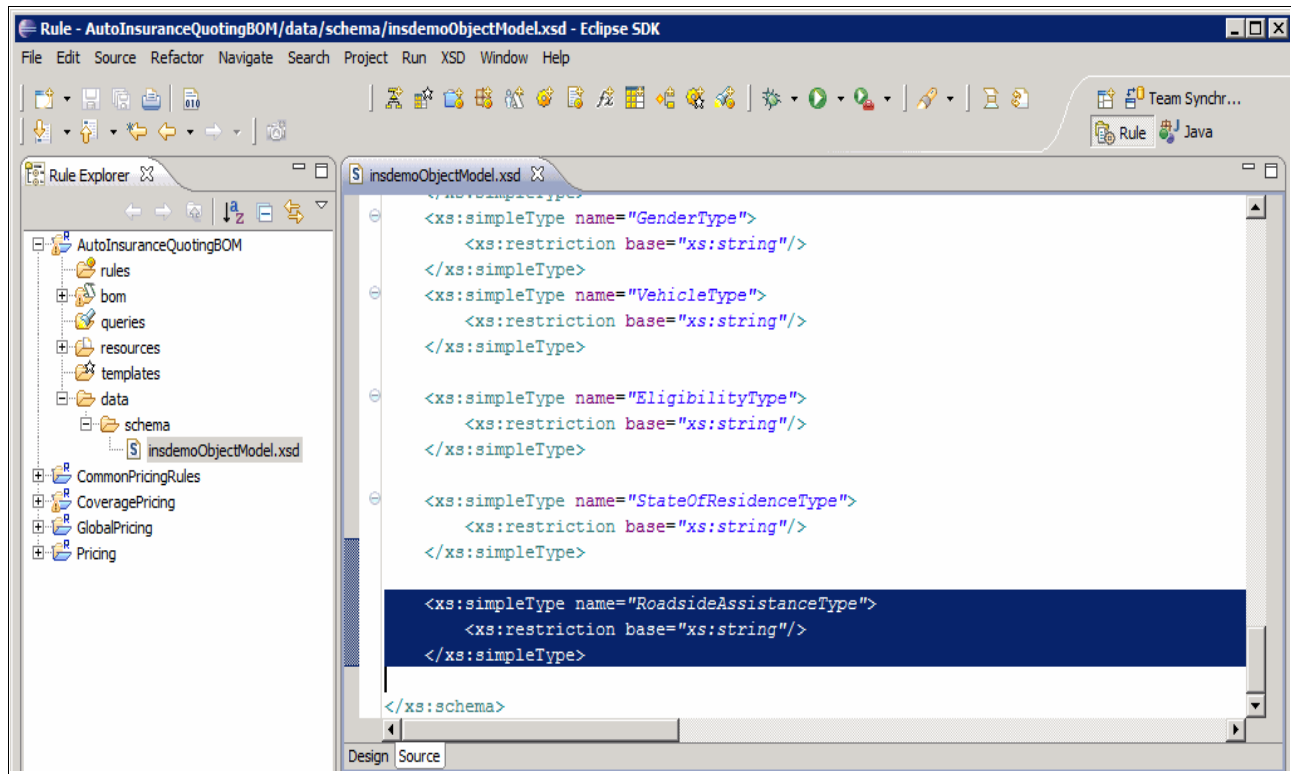 Rule - AutoInsuranceQuotingBOM/data/schema/insdemoObjectModel.xsd - Eclipse SDK
File Edit Source Refactor Navigate Search Project Run XSD Window Help
Team Synchr...
Rule Java
Rule Explorer
AutoInsuranceQuotingBOM
rules
bom
queries
resources
templates
data
schema
insdemoObjectModel.xsd
CommonPricingRules
CoveragePricing
GlobalPricing
Pricing
insdemoObjectModel.xsd
</xs:simpleType>
<xs:simpleType name="GenderType">
<xs:restriction base="xs:string"/>
</xs:simpleType>
<xs:simpleType name="VehicleType">
<xs:restriction base="xs:string"/>
</xs:simpleType>
<xs:simpleType name="EligibilityType">
<xs:restriction base="xs:string"/>
</xs:simpleType>
<xs:simpleType name="StateOfResidenceType">
<xs:restriction base="xs:string"/>
</xs:simpleType>
<xs:simpleType name="RoadsideAssistanceType">
<xs:restriction base="xs:string"/>
</xs:simpleType>
</xs:schema>
Design Source